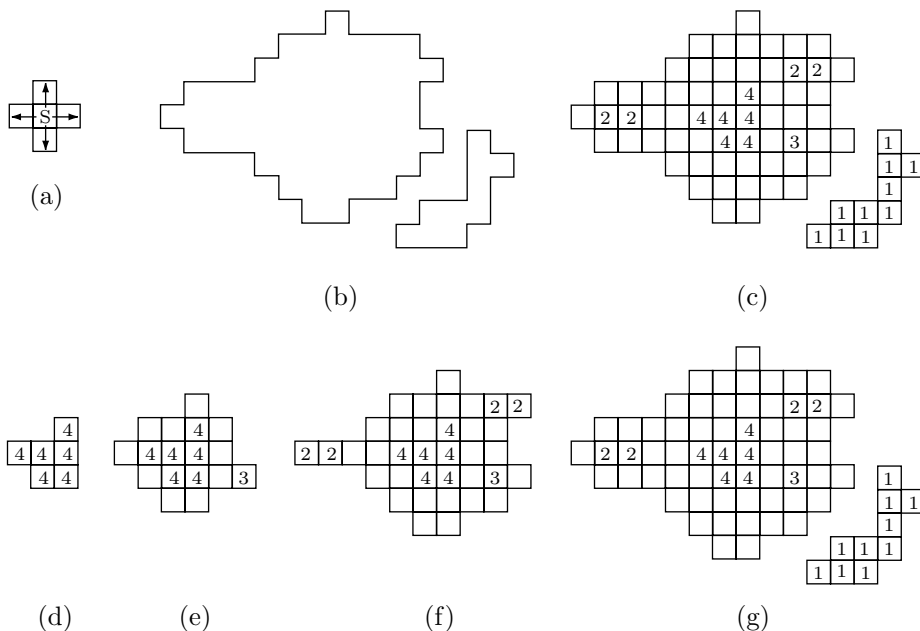 2 2
4
S 2 2 4 4 4
4 4 3 1
1 1
(a) 1
1 1 1
1 1 1
(b) (c)
1
2 2 2 2
4 4 4
4 4 4 4 4 4 2 2 4 4 4 2 2 4 4 4
4 4 4 4 3 4 4 3 4 4 3 1
1 1
1
1 1 1
1 1 1
(d) (e) (f) (g)